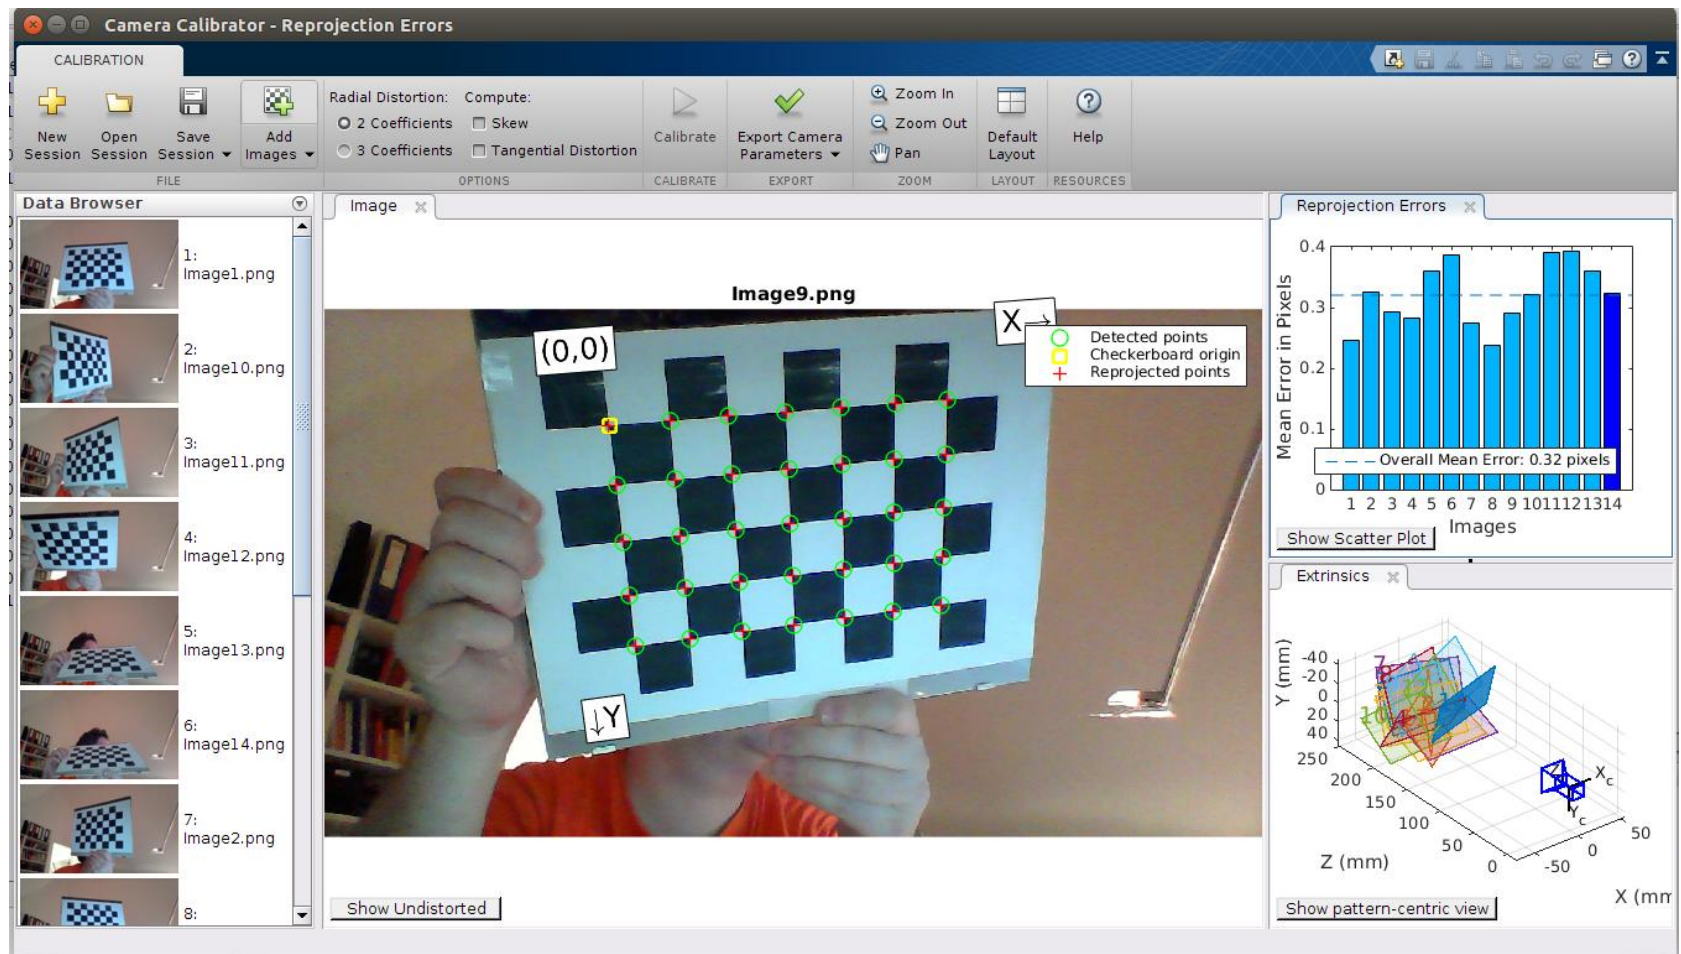 Camera Calibrator - Reprojection Errors
CALIBRATION
New Session
Open Session
Save Session
Add Images
FILE
Radial Distortion: Compute:
2 Coefficients Skew
3 Coefficients Tangential Distortion
OPTIONS
Calibrate
CALIBRATE
Export Camera Parameters
EXPORT
Zoom In
Zoom Out
Pan
ZOOM
Default Layout
LAYOUT
Help
RESOURCES
Data Browser
1:
Image1.png
2:
Image10.png
3:
Image11.png
4:
Image12.png
5:
Image13.png
6:
Image14.png
7:
Image2.png
8:
Image
Image9.png
(0,0)
X→
Detected points
Checkerboard origin
Reprojected points
↓Y
Show Undistorted
Reprojection Errors
Mean Error in Pixels
0.4
0.3
0.2
0.1
0
Overall Mean Error: 0.32 pixels
1 2 3 4 5 6 7 8 9 1011121314
Images
Show Scatter Plot
Extrinsics
Y (mm)
-40
-20
0
20
40
250
200
150
100
50
0
Z (mm)
-50
0
50
X (mm
Xc
Yc
7
8
10
Show pattern-centric view